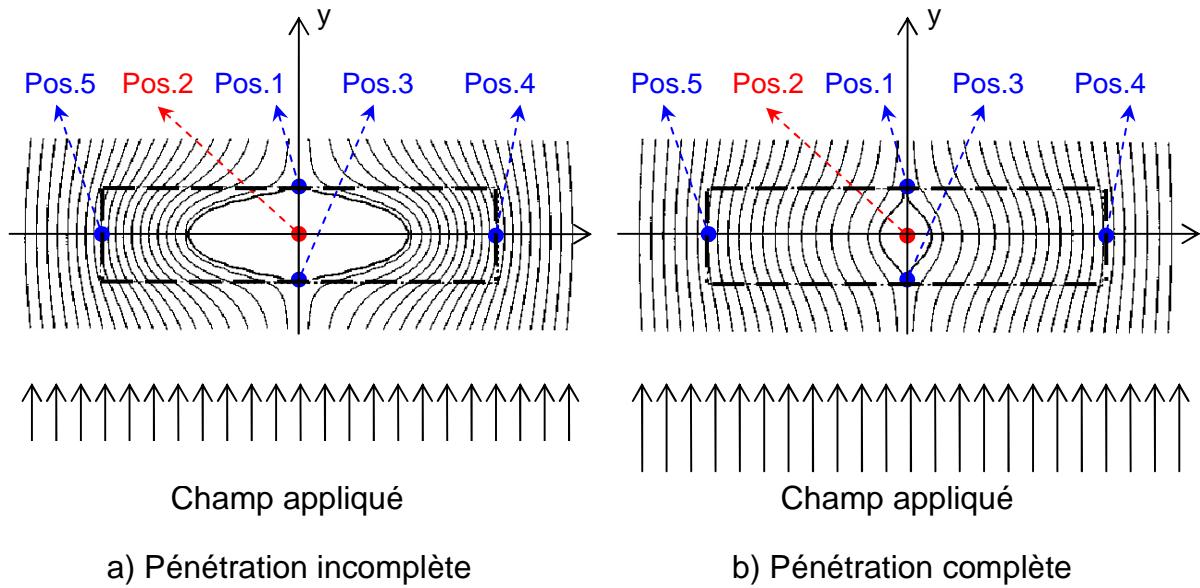 y
y
Pos.5 Pos.2 Pos.1 Pos.3 Pos.4
Pos.5 Pos.2 Pos.1 Pos.3 Pos.4
Champ appliqué
Champ appliqué
a) Pénétration incomplète
b) Pénétration complète